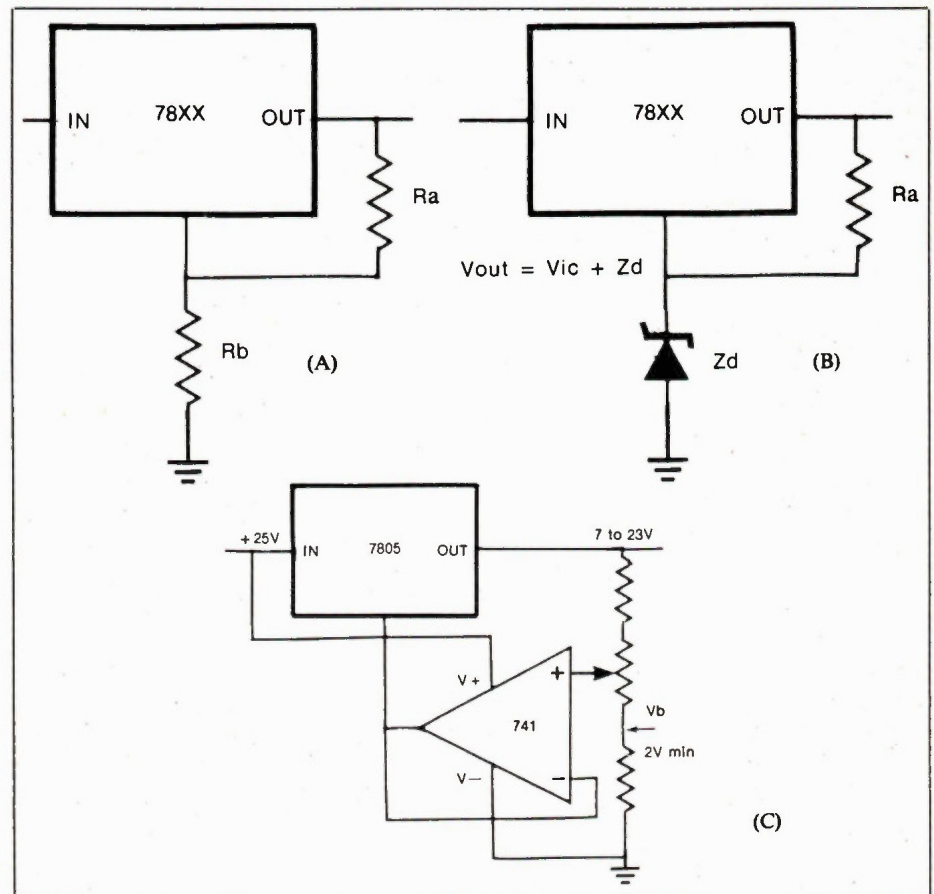 IN 78XX OUT
Ra
Rb
(A)
IN 78XX OUT
Ra
Vout = Vic + Zd
Zd
(B)
+ 25V
IN 7805 OUT
7 to 23V
V +
+
741
Vb
2V min
V—
—
(C)